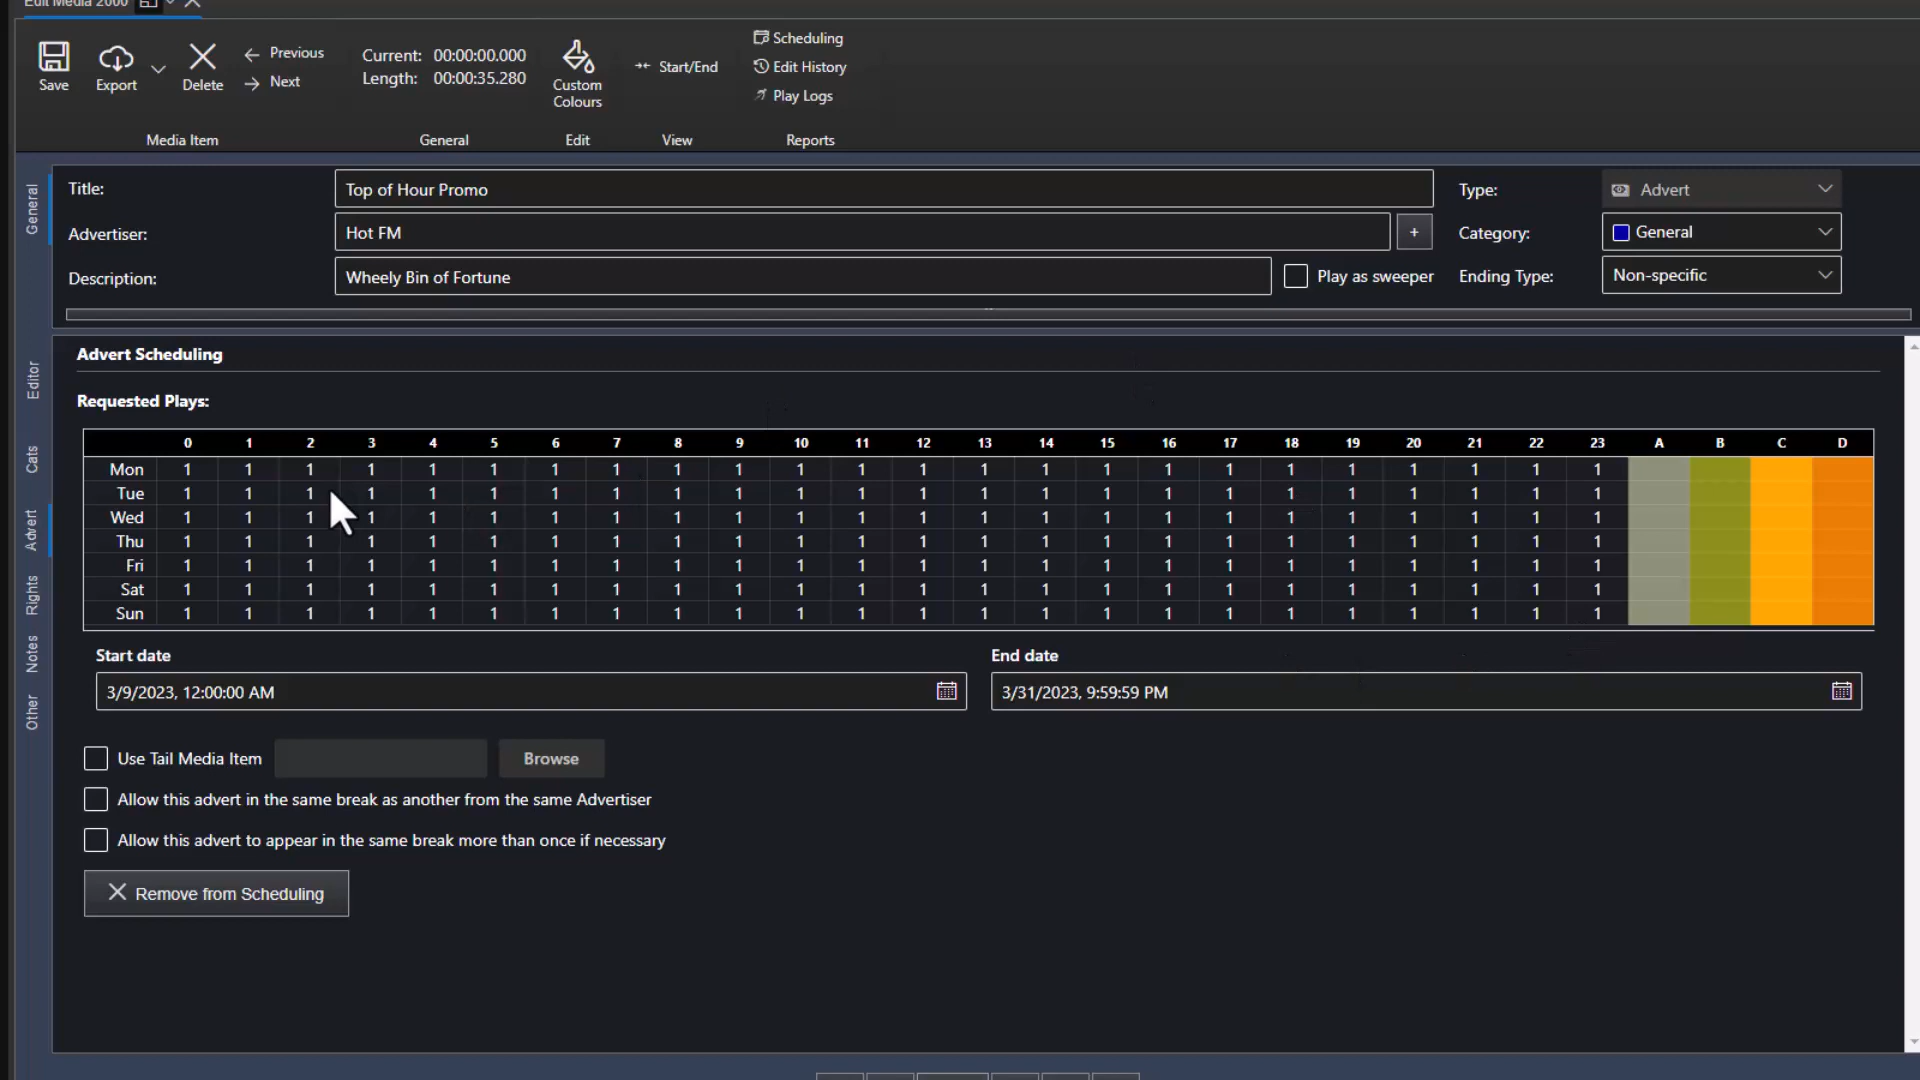 Edit Media 2000
Save
Export
Delete
Previous
Next
Media Item
Current: 00:00:00.000
Length: 00:00:35.280
General
Custom
Colours
Edit
Start/End
View
Scheduling
Edit History
Play Logs
Reports
General
Editor
Cats
Advert
Rights
Notes
Other
Title: Top of Hour Promo
Type: Advert
Advertiser: Hot FM +
Category: General
Description: Wheely Bin of Fortune
Play as sweeper
Ending Type: Non-specific
Advert Scheduling
Requested Plays:
0 1 2 3 4 5 6 7 8 9 10 11 12 13 14 15 16 17 18 19 20 21 22 23 A B C D
Mon 1 1 1 1 1 1 1 1 1 1 1 1 1 1 1 1 1 1 1 1 1 1 1 1
Tue 1 1 1 1 1 1 1 1 1 1 1 1 1 1 1 1 1 1 1 1 1 1 1 1
Wed 1 1 1 1 1 1 1 1 1 1 1 1 1 1 1 1 1 1 1 1 1 1 1 1
Thu 1 1 1 1 1 1 1 1 1 1 1 1 1 1 1 1 1 1 1 1 1 1 1 1
Fri 1 1 1 1 1 1 1 1 1 1 1 1 1 1 1 1 1 1 1 1 1 1 1 1
Sat 1 1 1 1 1 1 1 1 1 1 1 1 1 1 1 1 1 1 1 1 1 1 1 1
Sun 1 1 1 1 1 1 1 1 1 1 1 1 1 1 1 1 1 1 1 1 1 1 1 1
Start date
3/9/2023, 12:00:00 AM
End date
3/31/2023, 9:59:59 PM
Use Tail Media Item
Browse
Allow this advert in the same break as another from the same Advertiser
Allow this advert to appear in the same break more than once if necessary
Remove from Scheduling